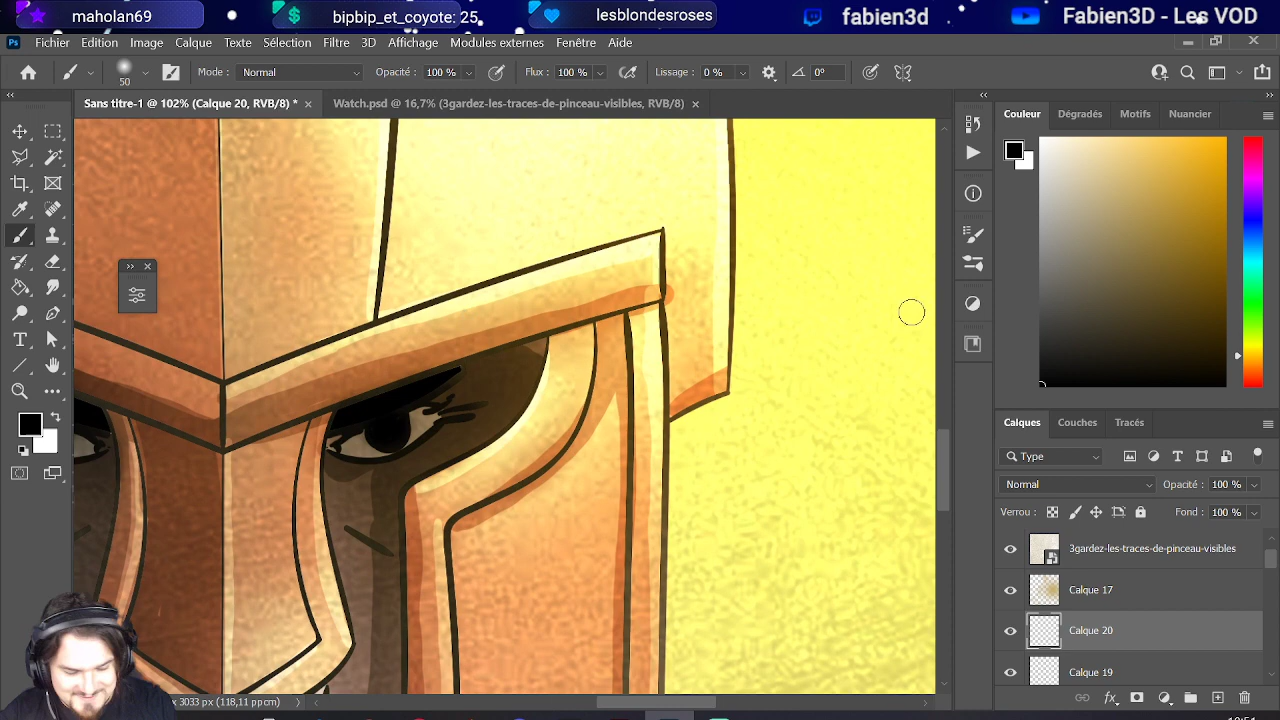 maholan69
bipbip_et_coyote: 25
lesblondesroses
fabien3d
Fabien3D - Les VOD
Ps Fichier Edition Image Calque Texte Sélection Filtre 3D Affichage Modules externes Fenêtre Aide
50 Mode : Normal Opacité : 100 % Flux : 100 % Lissage : 0 % 0°
Sans titre-1 @ 102% (Calque 20, RVB/8) * Watch.psd @ 16,7% (3gardez-les-traces-de-pinceau-visibles, RVB/8)
Couleur Dégradés Motifs Nuancier
Calques Couches Tracés
Type
Normal Opacité : 100 %
Verrou : Fond : 100 %
3gardez-les-traces-de-pinceau-visibles
Calque 17
Calque 20
Calque 19
3033 px (118,11 ppcm)